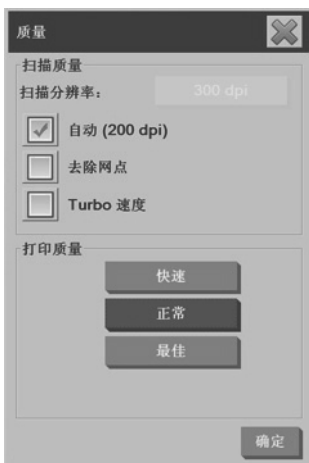 质量
扫描质量
扫描分辨率: 300 dpi
自动 (200 dpi)
去除网点
Turbo 速度
打印质量
快速
正常
最佳
确定